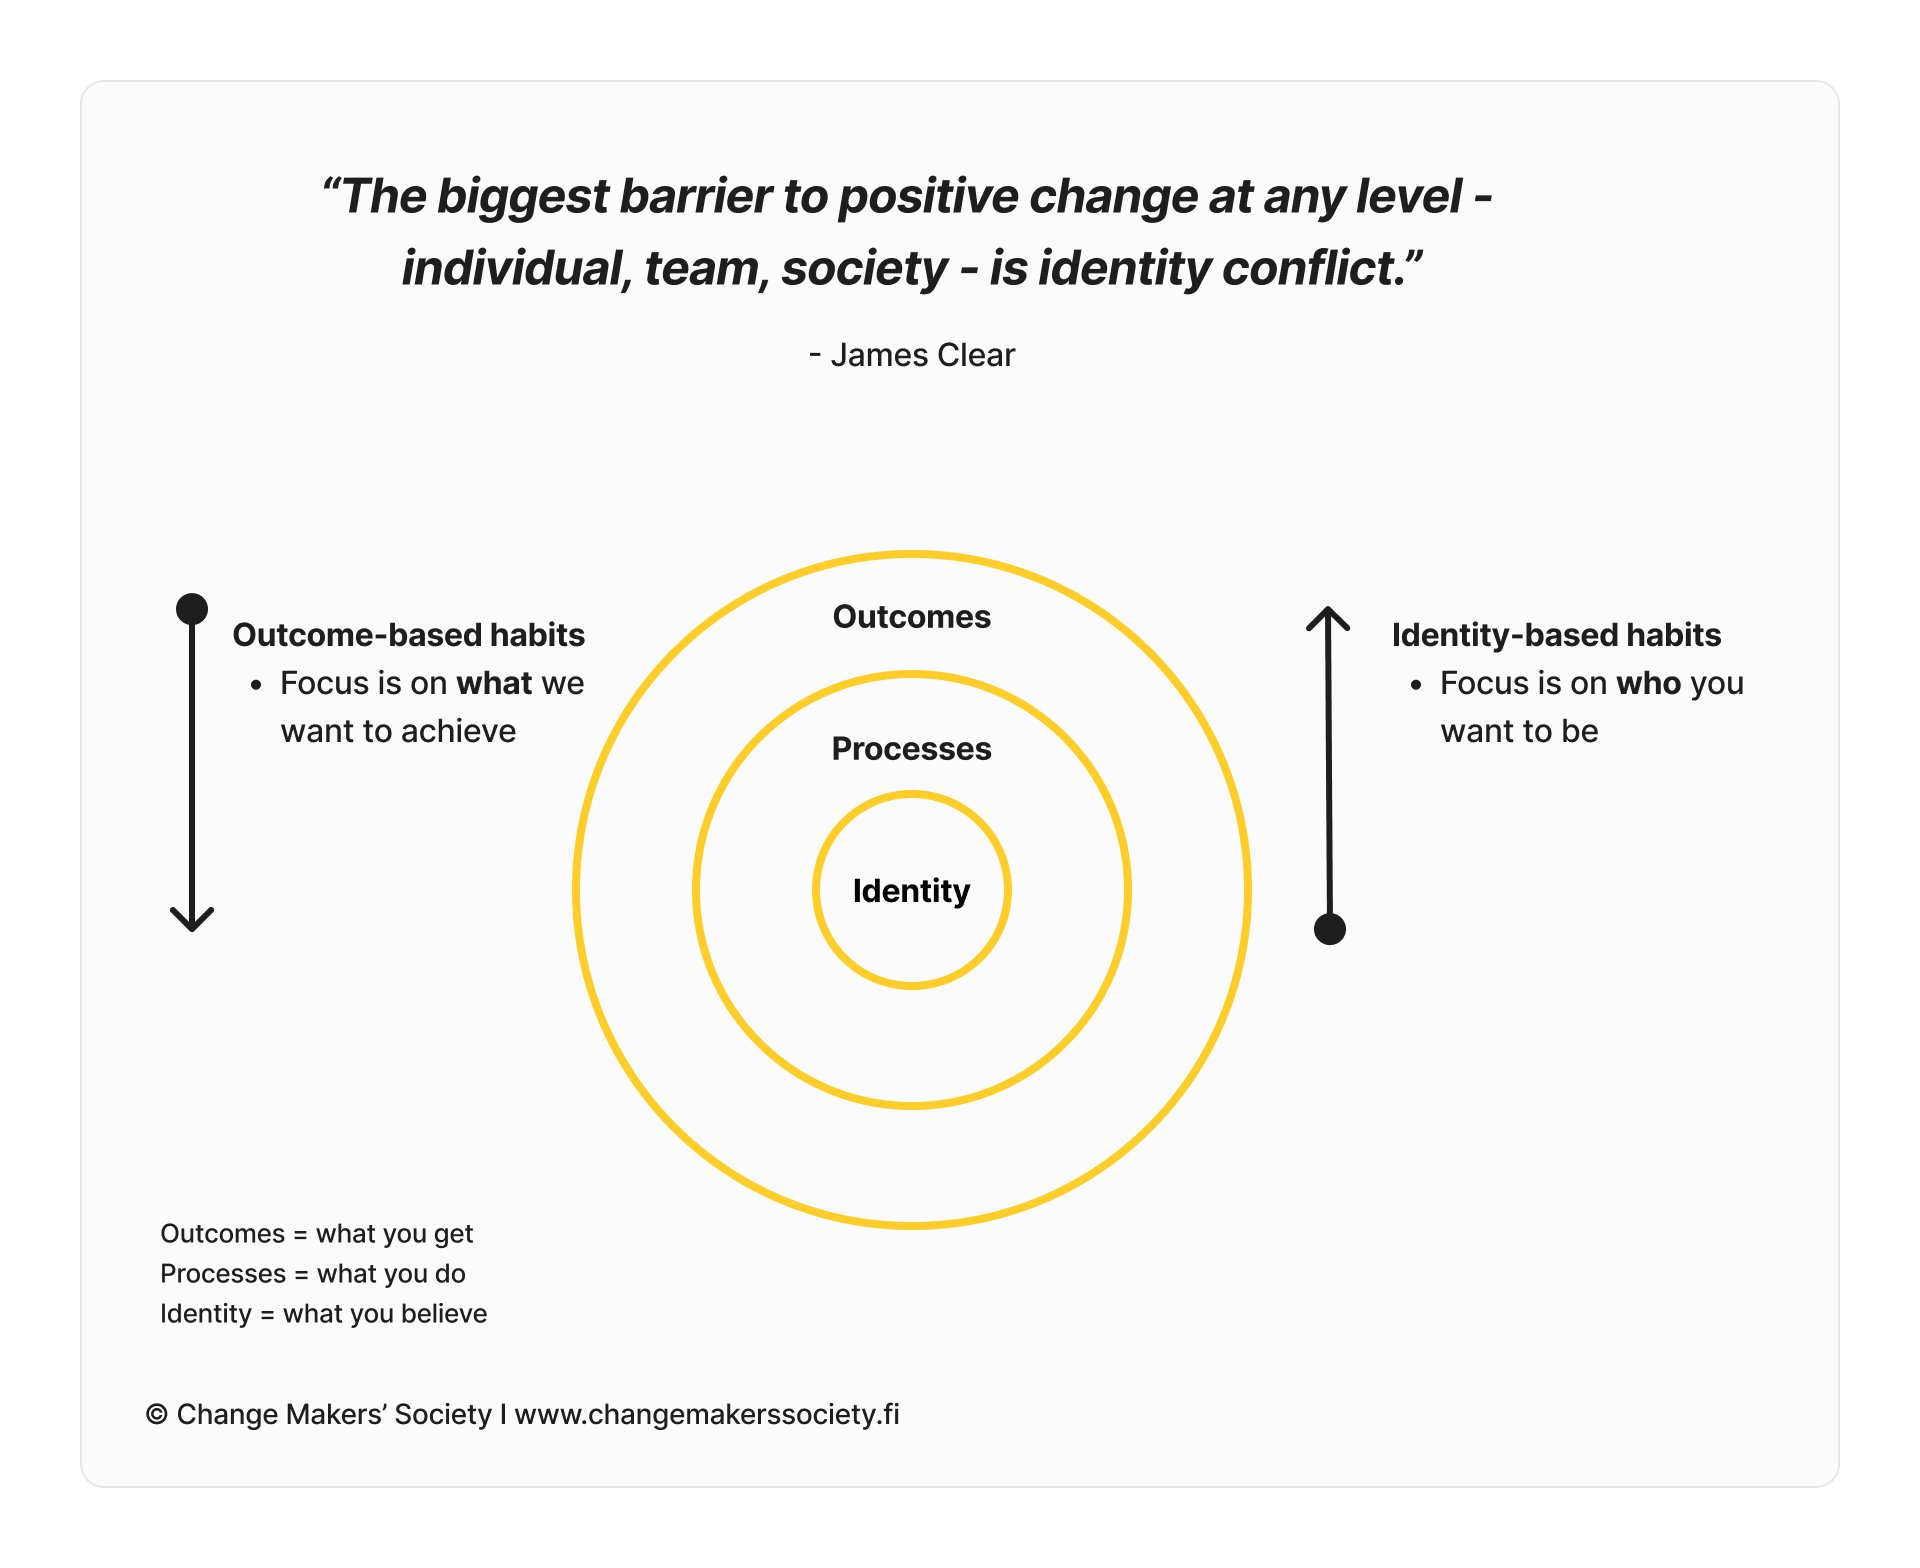 “The biggest barrier to positive change at any level -
individual, team, society - is identity conflict.”
- James Clear
Outcome-based habits
• Focus is on what we
want to achieve
Outcomes
Processes
Identity
Identity-based habits
• Focus is on who you
want to be
Outcomes = what you get
Processes = what you do
Identity = what you believe
© Change Makers’ Society I www.changemakerssociety.fi